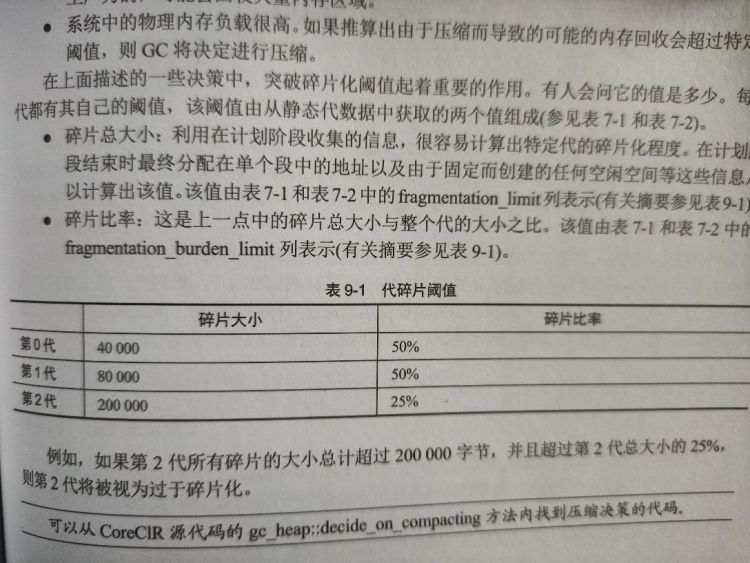 • 系统中的物理内存负载很高。如果推算出由于压缩而导致的可能的内存回收会超过特定
阈值，则 GC 将决定进行压缩。
在上面描述的一些决策中，突破碎片化阈值起着重要的作用。有人会问它的值是多少。每
代都有其自己的阈值，该阈值由从静态代数据中获取的两个值组成(参见表 7-1 和表 7-2)。
• 碎片总大小：利用在计划阶段收集的信息，很容易计算出特定代的碎片化程度。在计划
段结束时最终分配在单个段中的地址以及由于固定而创建的任何空闲空间等这些信息
以计算出该值。该值由表 7-1 和表 7-2 中的 fragmentation_limit 列表示(有关摘要参见表 9-1)
• 碎片比率：这是上一点中的碎片总大小与整个代的大小之比。该值由表 7-1 和表 7-2 中的
fragmentation_burden_limit 列表示(有关摘要参见表 9-1)。
表 9-1 代碎片阈值
碎片大小 碎片比率
第 0 代 40 000 50%
第 1 代 80 000 50%
第 2 代 200 000 25%
例如，如果第 2 代所有碎片的大小总计超过 200 000 字节，并且超过第 2 代总大小的 25%，
则第 2 代将被视为过于碎片化。
可以从 CoreClR 源代码的 gc_heap::decide_on_compacting 方法内找到压缩决策的代码。